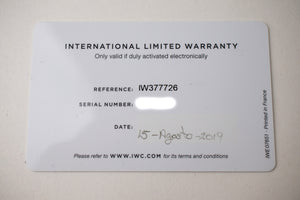 INTERNATIONAL LIMITED WARRANTY
Only valid if duly activated electronically
REFERENCE: IW377726
SERIAL NUMBER:
DATE: 15-Agosto-2019
Please refer to WWW.IWC.COM for its terms and conditions
Printed in France